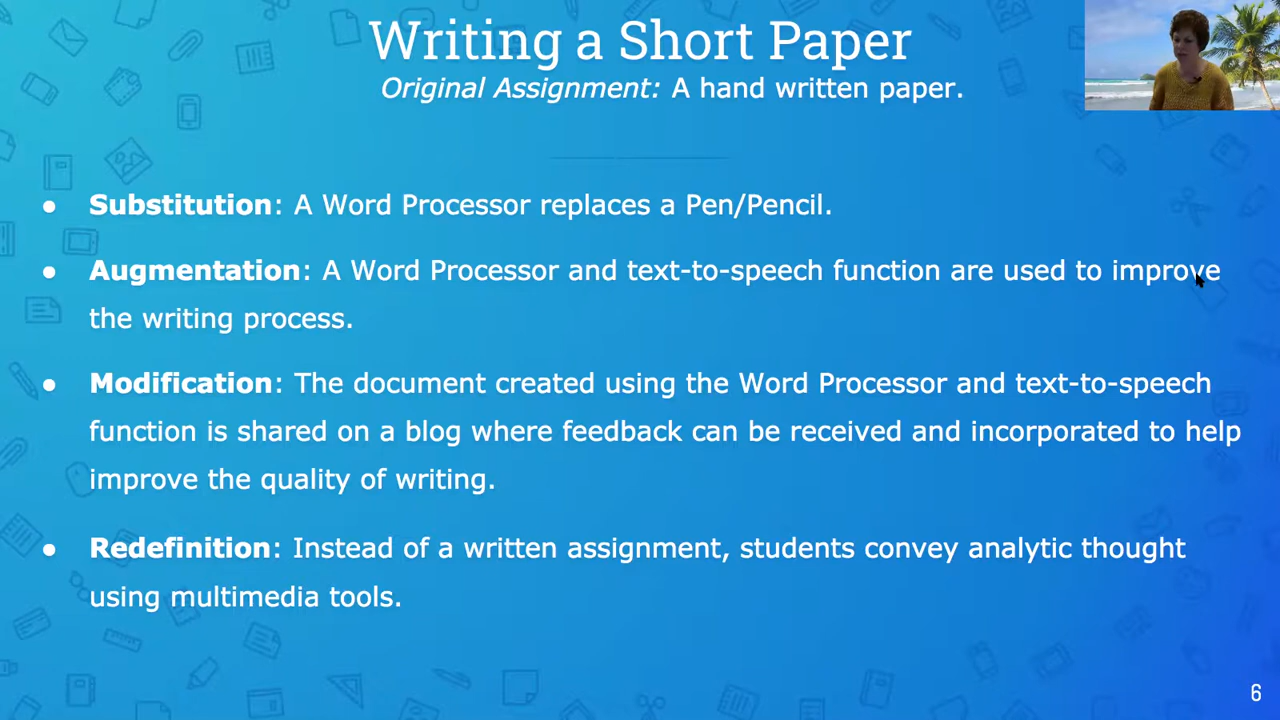 Writing a Short Paper
Original Assignment: A hand written paper.
● Substitution: A Word Processor replaces a Pen/Pencil.
● Augmentation: A Word Processor and text-to-speech function are used to improve
the writing process.
● Modification: The document created using the Word Processor and text-to-speech
function is shared on a blog where feedback can be received and incorporated to help
improve the quality of writing.
● Redefinition: Instead of a written assignment, students convey analytic thought
using multimedia tools.
6